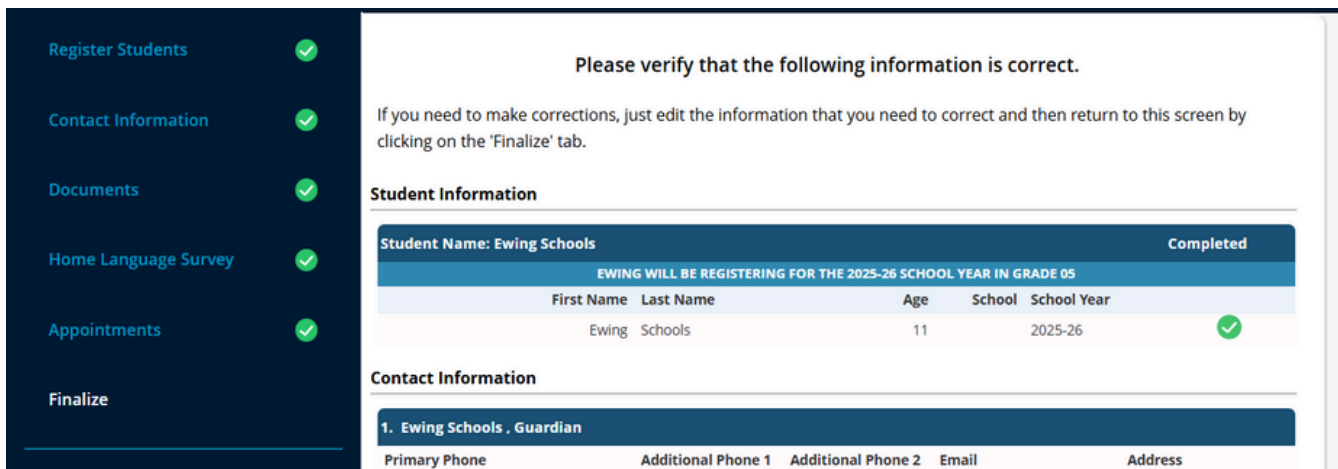 Register Students
Contact Information
Documents
Home Language Survey
Appointments
Finalize
Please verify that the following information is correct.
If you need to make corrections, just edit the information that you need to correct and then return to this screen by
clicking on the 'Finalize' tab.
Student Information
Student Name: Ewing Schools Completed
EWING WILL BE REGISTERING FOR THE 2025-26 SCHOOL YEAR IN GRADE 05
First Name Last Name Age School School Year
Ewing Schools 11 2025-26
Contact Information
1. Ewing Schools , Guardian
Primary Phone Additional Phone 1 Additional Phone 2 Email Address